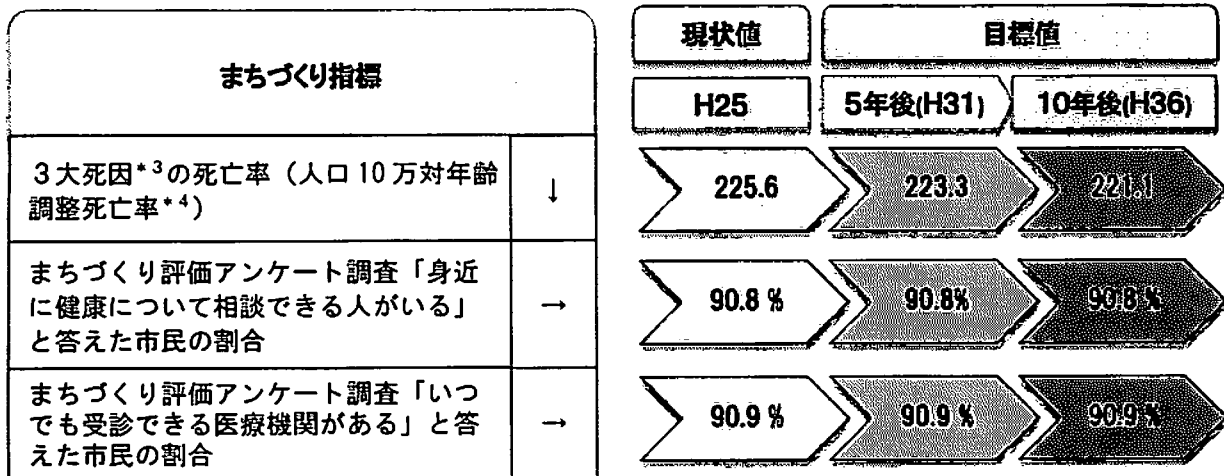 まちづくり指標
現状値
目標値
H25
5年後(H31)
10年後(H36)
3大死因*3の死亡率(人口10万対年齢
調整死亡率*4)
↓
225.6
223.3
221.1
まちづくり評価アンケート調査「身近
に健康について相談できる人がいる」
と答えた市民の割合
→
90.8 %
90.8%
90.8 %
まちづくり評価アンケート調査「いつ
でも受診できる医療機関がある」と答
えた市民の割合
→
90.9 %
90.9 %
90.9 %